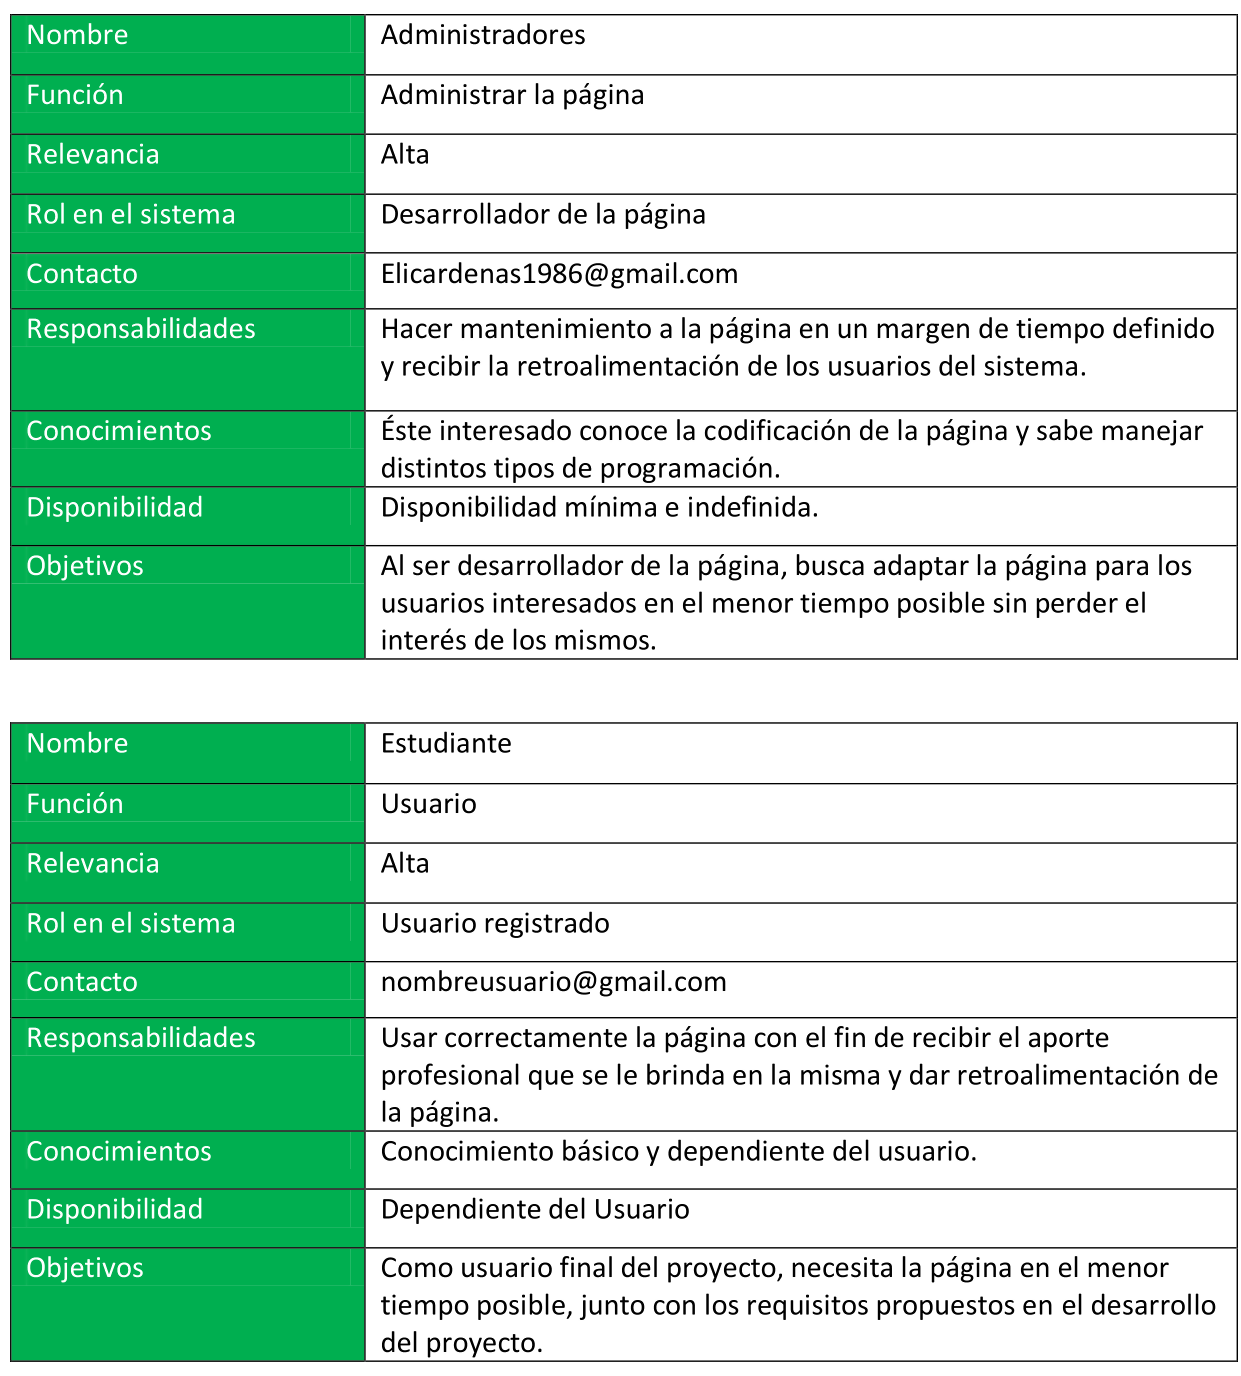 Nombre Administradores
Función Administrar la página
Relevancia Alta
Rol en el sistema Desarrollador de la página
Contacto Elicardenas1986@gmail.com
Responsabilidades Hacer mantenimiento a la página en un margen de tiempo definido
y recibir la retroalimentación de los usuarios del sistema.
Conocimientos Éste interesado conoce la codificación de la página y sabe manejar
distintos tipos de programación.
Disponibilidad Disponibilidad mínima e indefinida.
Objetivos Al ser desarrollador de la página, busca adaptar la página para los
usuarios interesados en el menor tiempo posible sin perder el
interés de los mismos.
Nombre Estudiante
Función Usuario
Relevancia Alta
Rol en el sistema Usuario registrado
Contacto nombreusuario@gmail.com
Responsabilidades Usar correctamente la página con el fin de recibir el aporte
profesional que se le brinda en la misma y dar retroalimentación de
la página.
Conocimientos Conocimiento básico y dependiente del usuario.
Disponibilidad Dependiente del Usuario
Objetivos Como usuario final del proyecto, necesita la página en el menor
tiempo posible, junto con los requisitos propuestos en el desarrollo
del proyecto.